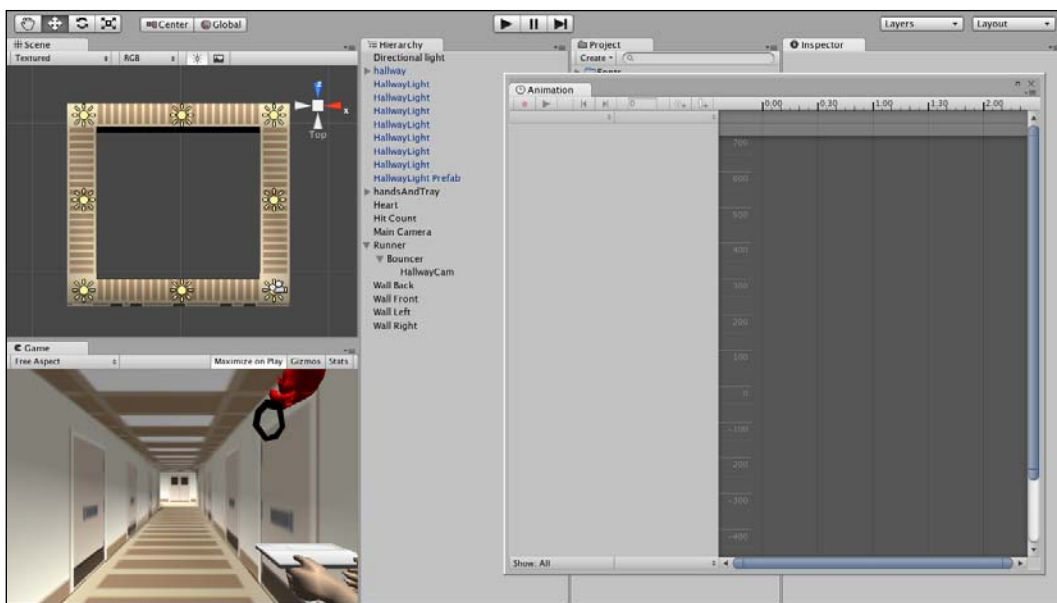 Center Global Layers Layout
Scene
Textured RGB
Top
x
z
Game
Free Aspect Maximize on Play Gizmos Stats
Hierarchy
Directional light
hallway
HallwayLight
HallwayLight
HallwayLight
HallwayLight
HallwayLight
HallwayLight
HallwayLight
HallwayLight Prefab
handsAndTray
Heart
Hit Count
Main Camera
Runner
Bouncer
HallwayCam
Wall Back
Wall Front
Wall Left
Wall Right
Project
Create
Fonts
Inspector
Animation
0
0:00 0:30 1:00 1:30 2:00
700
600
500
400
300
200
100
0
-100
-200
-300
-400
Show: All